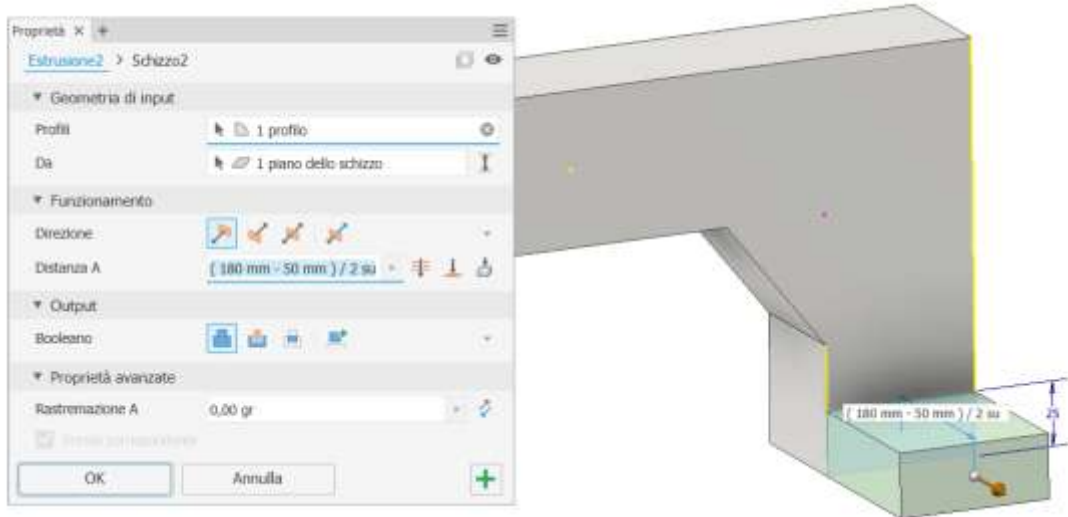 Proprietà × +
Estrusione2 > Schizzo2
Geometria di input
Profili 1 profilo
Da 1 piano dello schizzo
Funzionamento
Direzione
Distanza A ( 180 mm - 50 mm ) / 2 su
Output
Booleano
Proprietà avanzate
Rastremazione A 0,00 gr
OK Annulla
( 180 mm - 50 mm ) / 2 su
25